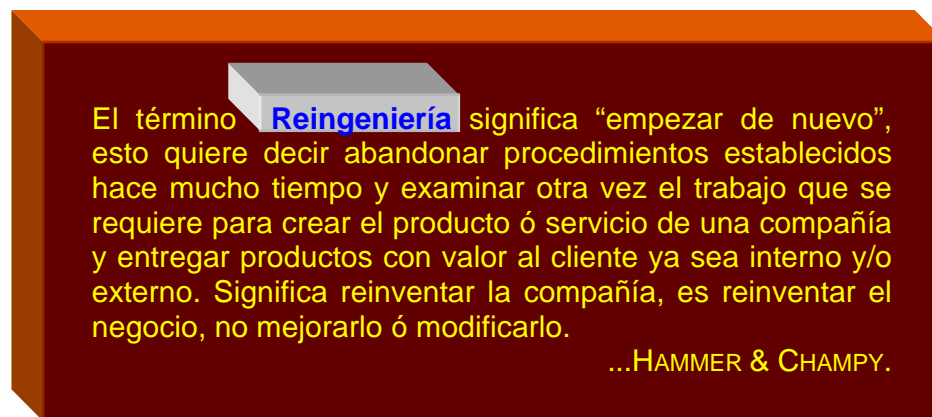 El término Reingeniería significa “empezar de nuevo”,
esto quiere decir abandonar procedimientos establecidos
hace mucho tiempo y examinar otra vez el trabajo que se
requiere para crear el producto ó servicio de una compañía
y entregar productos con valor al cliente ya sea interno y/o
externo. Significa reinventar la compañía, es reinventar el
negocio, no mejorarlo ó modificarlo.
...HAMMER & CHAMPY.